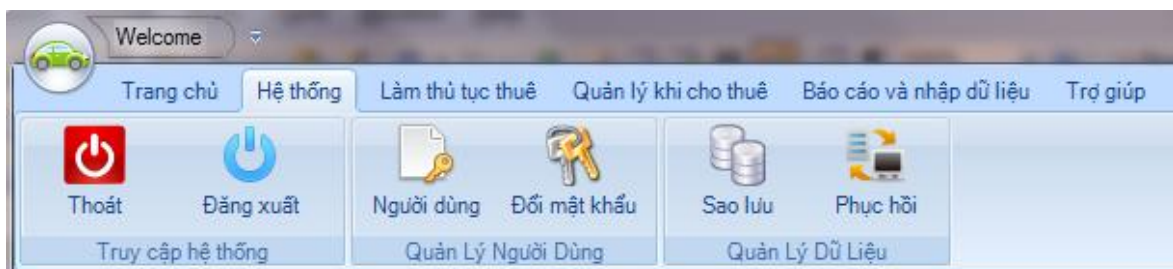 Welcome
Trang chủ Hệ thống Làm thủ tục thuê Quản lý khi cho thuê Báo cáo và nhập dữ liệu Trợ giúp
Thoát Đăng xuất Người dùng Đổi mật khẩu Sao lưu Phục hồi
Truy cập hệ thống Quản Lý Người Dùng Quản Lý Dữ Liệu